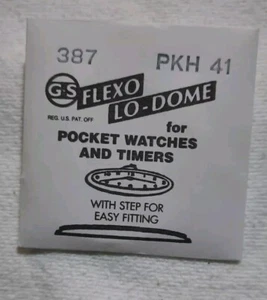 387 PKH 41
G-S FLEXO
LO-DOME
REG. U.S. PAT. OFF
for
POCKET WATCHES
AND TIMERS
WITH STEP FOR
EASY FITTING